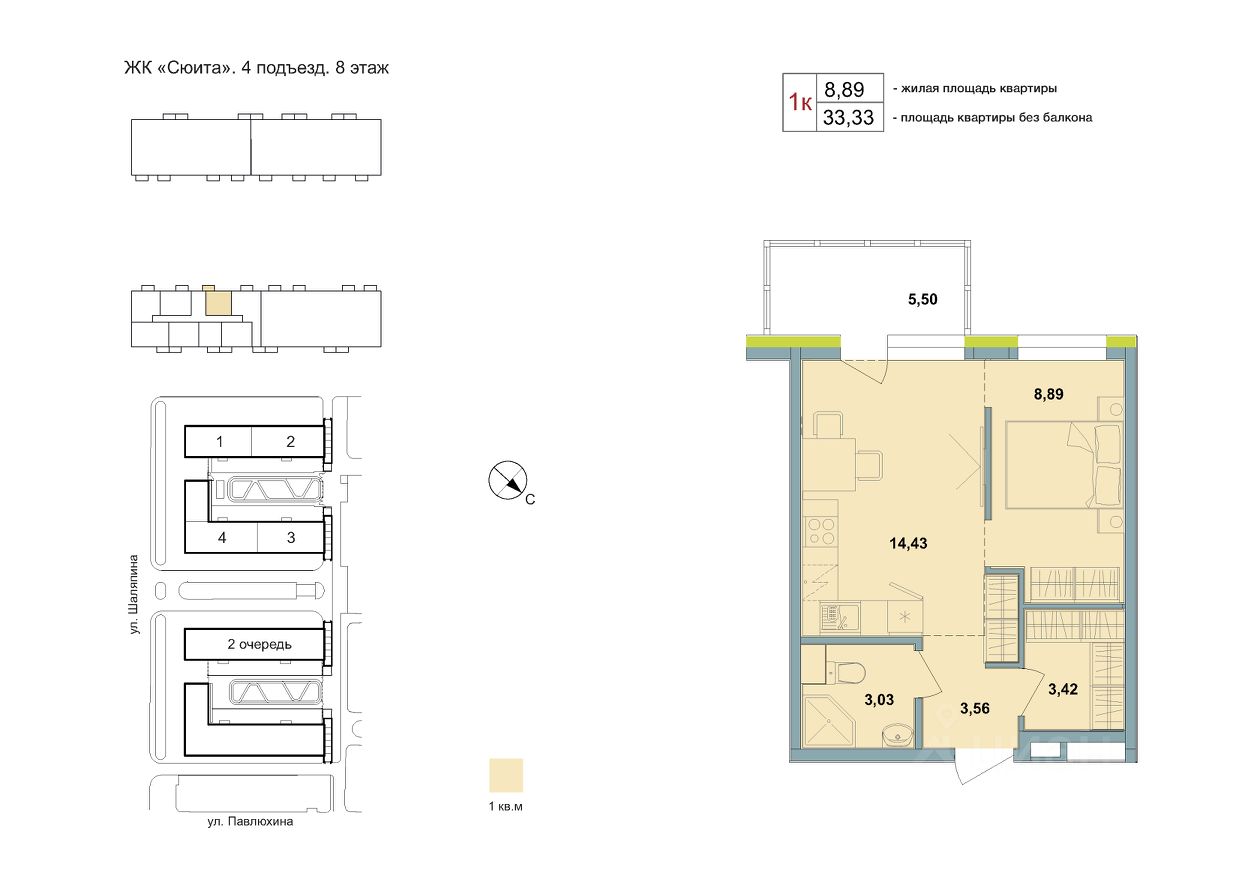 ЖК «Сюита». 4 подъезд. 8 этаж
1к
8,89
- жилая площадь квартиры
33,33
- площадь квартиры без балкона
5,50
8,89
14,43
3,03
3,56
3,42
1
2
4
3
2 очередь
ул. Шаляпина
ул. Павлюхина
С
1 кв.м
циан